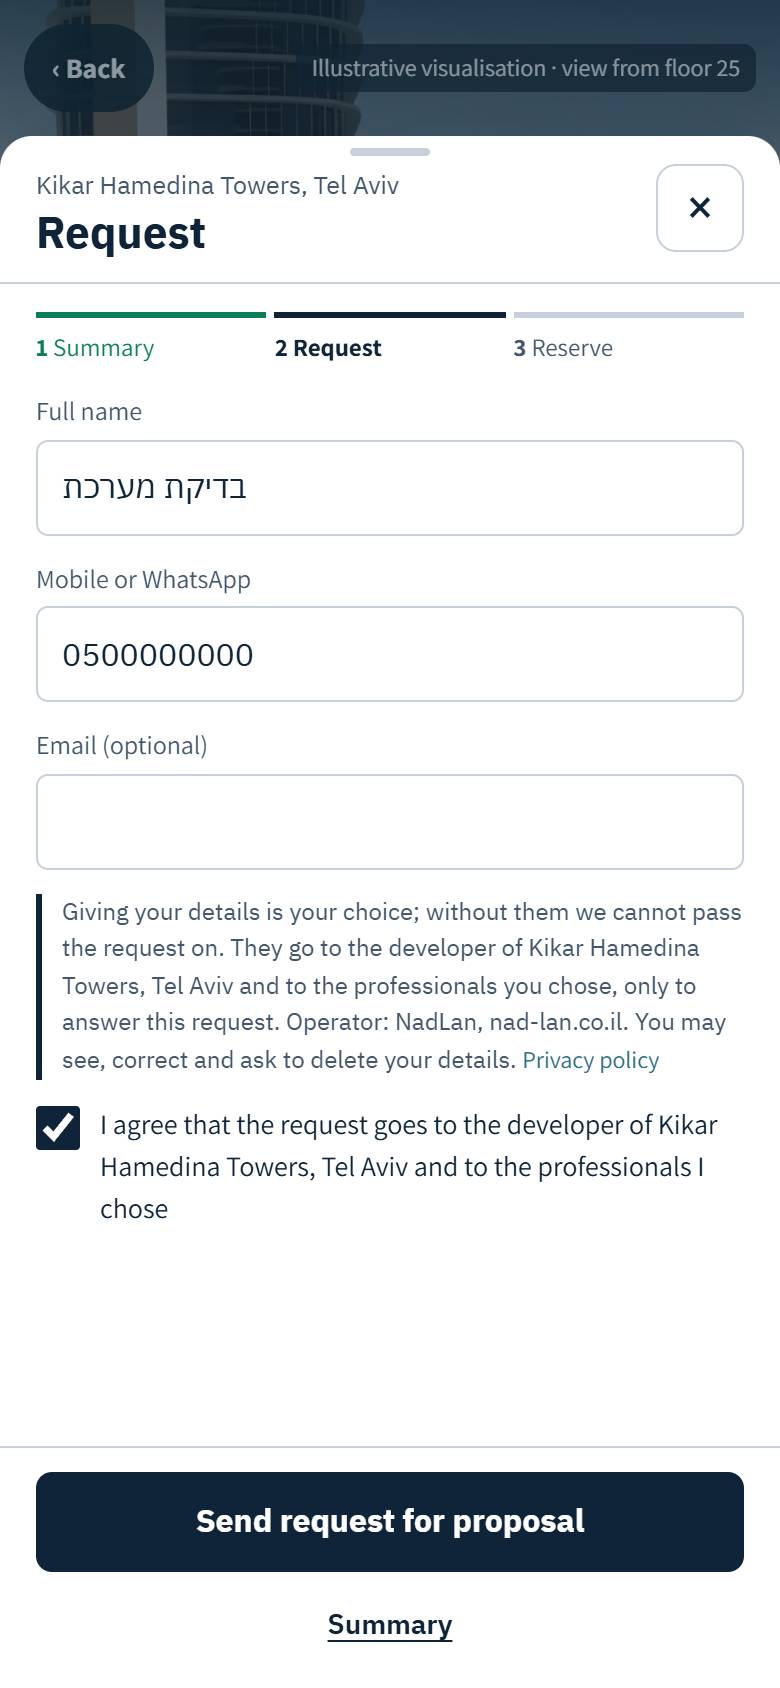 ‹ Back
Illustrative visualisation · view from floor 25
Kikar Hamedina Towers, Tel Aviv
Request
×
1 Summary
2 Request
3 Reserve
Full name
בדיקת מערכת
Mobile or WhatsApp
0500000000
Email (optional)
Giving your details is your choice; without them we cannot pass
the request on. They go to the developer of Kikar Hamedina
Towers, Tel Aviv and to the professionals you chose, only to
answer this request. Operator: NadLan, nad-lan.co.il. You may
see, correct and ask to delete your details. Privacy policy
I agree that the request goes to the developer of Kikar
Hamedina Towers, Tel Aviv and to the professionals I
chose
Send request for proposal
Summary